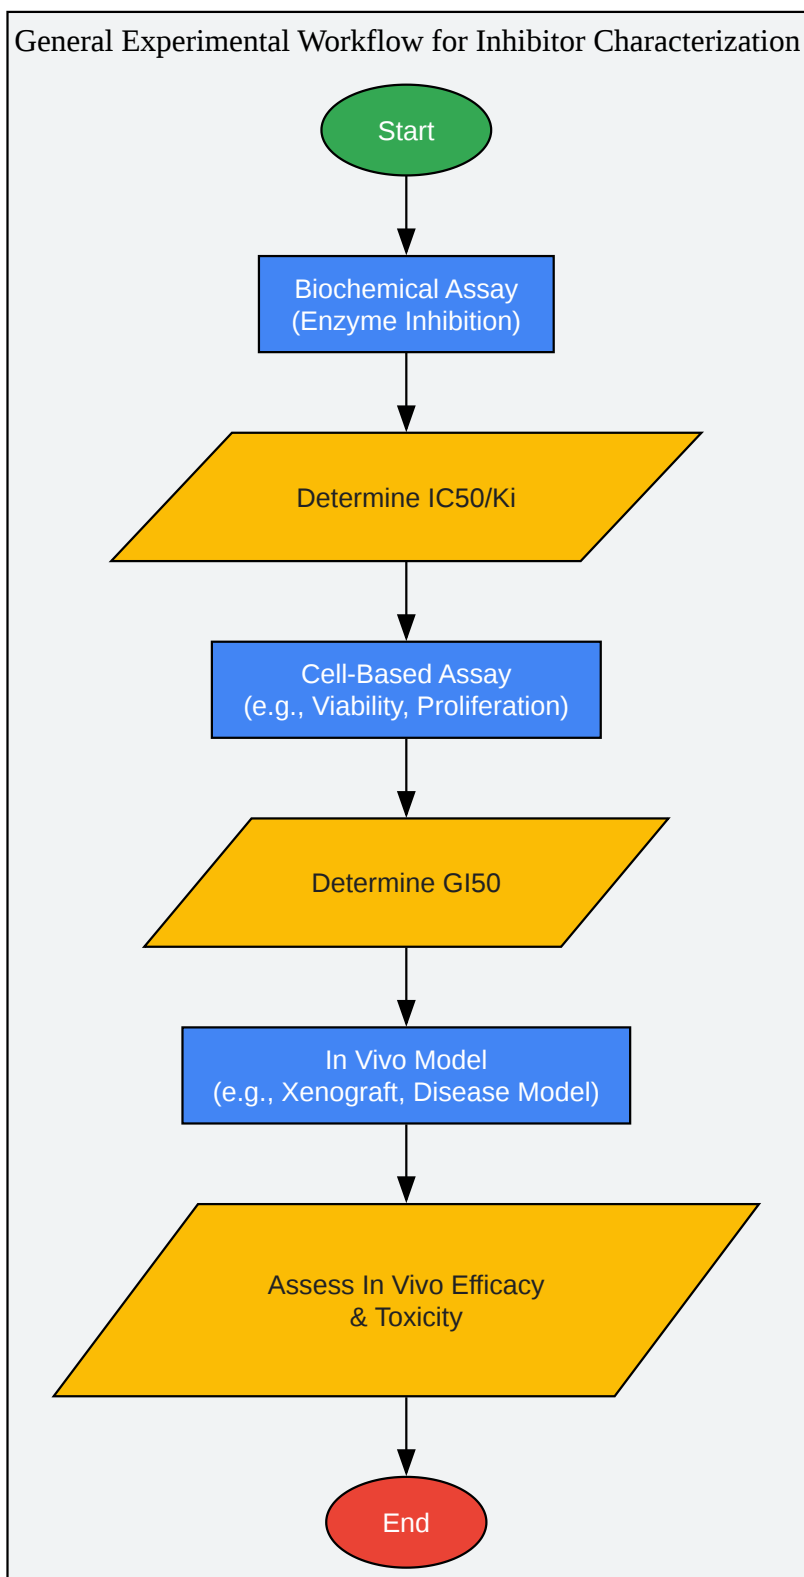 General Experimental Workflow for Inhibitor Characterization
Start
Biochemical Assay
(Enzyme Inhibition)
Determine IC50/Ki
Cell-Based Assay
(e.g., Viability, Proliferation)
Determine GI50
In Vivo Model
(e.g., Xenograft, Disease Model)
Assess In Vivo Efficacy
& Toxicity
End